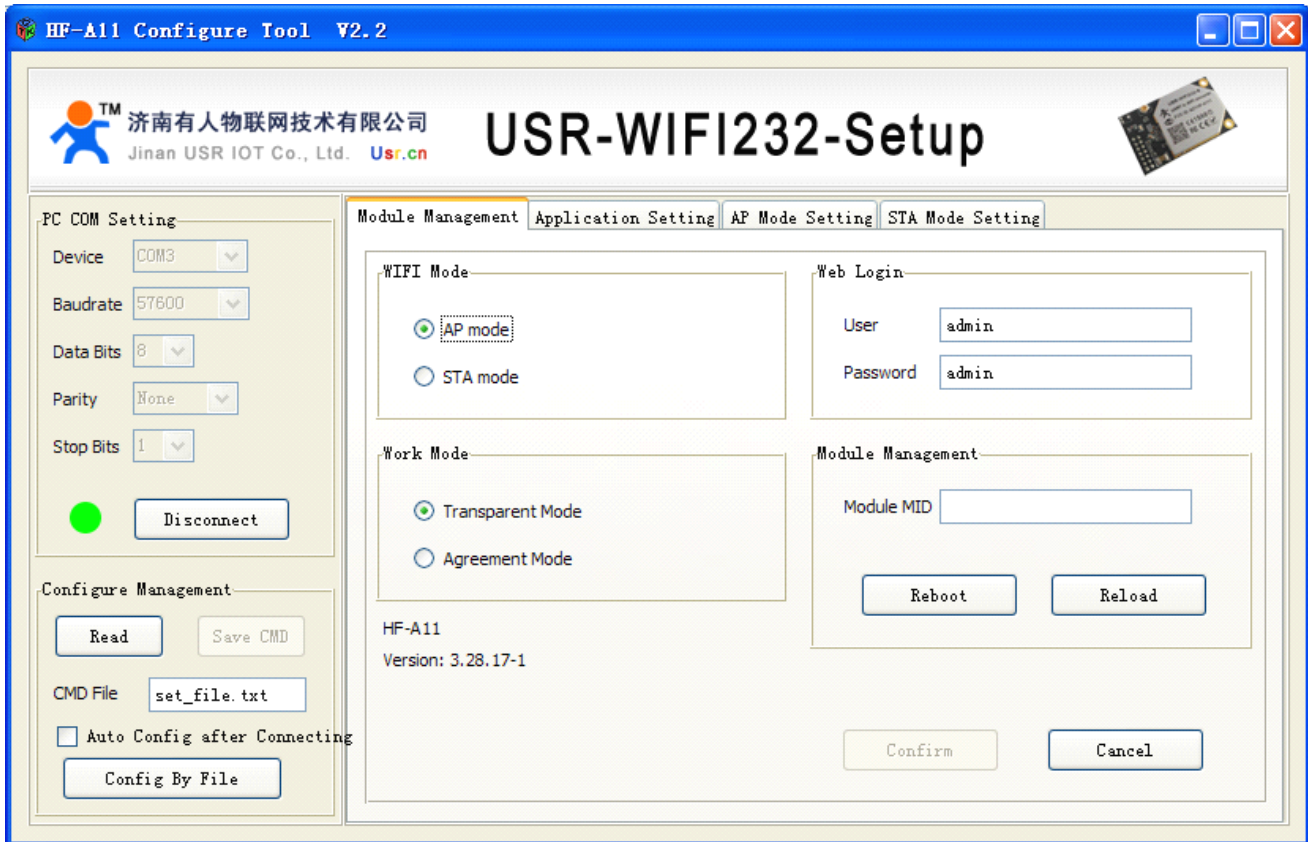 HF-A11 Configure Tool V2.2
TM
济南有人物联网技术有限公司
Jinan USR IOT Co., Ltd. Usr.cn
USR-WIFI232-Setup
PC COM Setting
Device COM3
Baudrate 57600
Data Bits 8
Parity None
Stop Bits 1
Disconnect
Configure Management
Read Save CMD
CMD File set_file.txt
Auto Config after Connecting
Config By File
Module Management Application Setting AP Mode Setting STA Mode Setting
WIFI Mode
AP mode
STA mode
Web Login
User admin
Password admin
Work Mode
Transparent Mode
Agreement Mode
Module Management
Module MID
Reboot Reload
HF-A11
Version: 3.28.17-1
Confirm Cancel